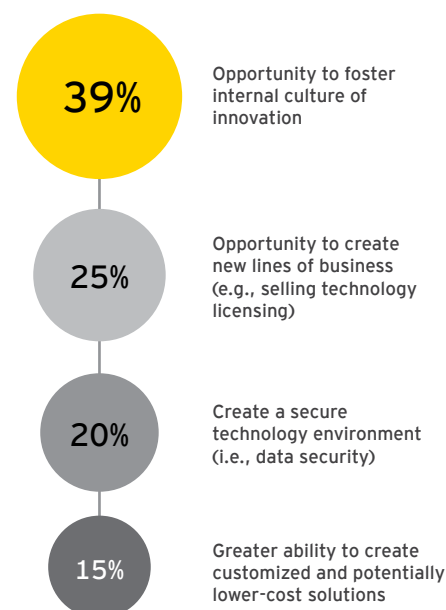 39%
Opportunity to foster
internal culture of
innovation
25%
Opportunity to create
new lines of business
(e.g., selling technology
licensing)
20%
Create a secure
technology environment
(i.e., data security)
15%
Greater ability to create
customized and potentially
lower-cost solutions